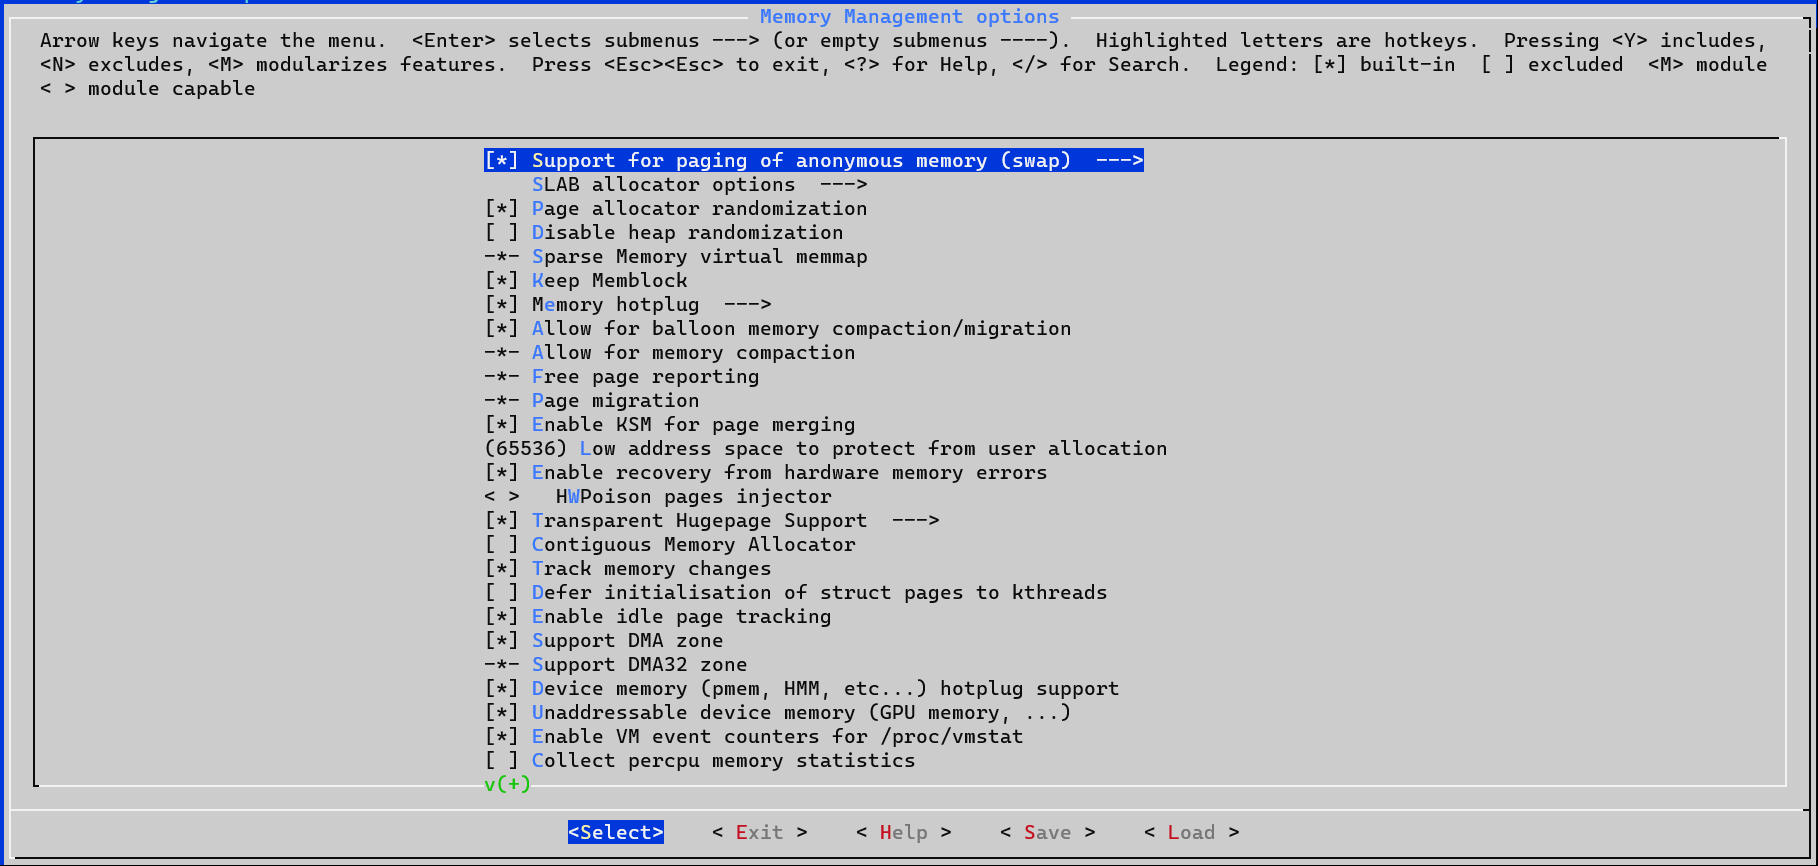 Memory Management options
Arrow keys navigate the menu.  <Enter> selects submenus ---> (or empty submenus ----).  Highlighted letters are hotkeys.  Pressing <Y> includes,
<N> excludes, <M> modularizes features.  Press <Esc><Esc> to exit, <?> for Help, </> for Search.  Legend: [*] built-in  [ ] excluded  <M> module
< > module capable
[*] Support for paging of anonymous memory (swap)  --->
    SLAB allocator options  --->
[*] Page allocator randomization
[ ] Disable heap randomization
-*- Sparse Memory virtual memmap
[*] Keep Memblock
[*] Memory hotplug  --->
[*] Allow for balloon memory compaction/migration
-*- Allow for memory compaction
-*- Free page reporting
-*- Page migration
[*] Enable KSM for page merging
(65536) Low address space to protect from user allocation
[*] Enable recovery from hardware memory errors
< >   HWPoison pages injector
[*] Transparent Hugepage Support  --->
[ ] Contiguous Memory Allocator
[*] Track memory changes
[ ] Defer initialisation of struct pages to kthreads
[*] Enable idle page tracking
[*] Support DMA zone
-*- Support DMA32 zone
[*] Device memory (pmem, HMM, etc...) hotplug support
[*] Unaddressable device memory (GPU memory, ...)
[*] Enable VM event counters for /proc/vmstat
[ ] Collect percpu memory statistics
v(+)
<Select>    < Exit >    < Help >    < Save >    < Load >